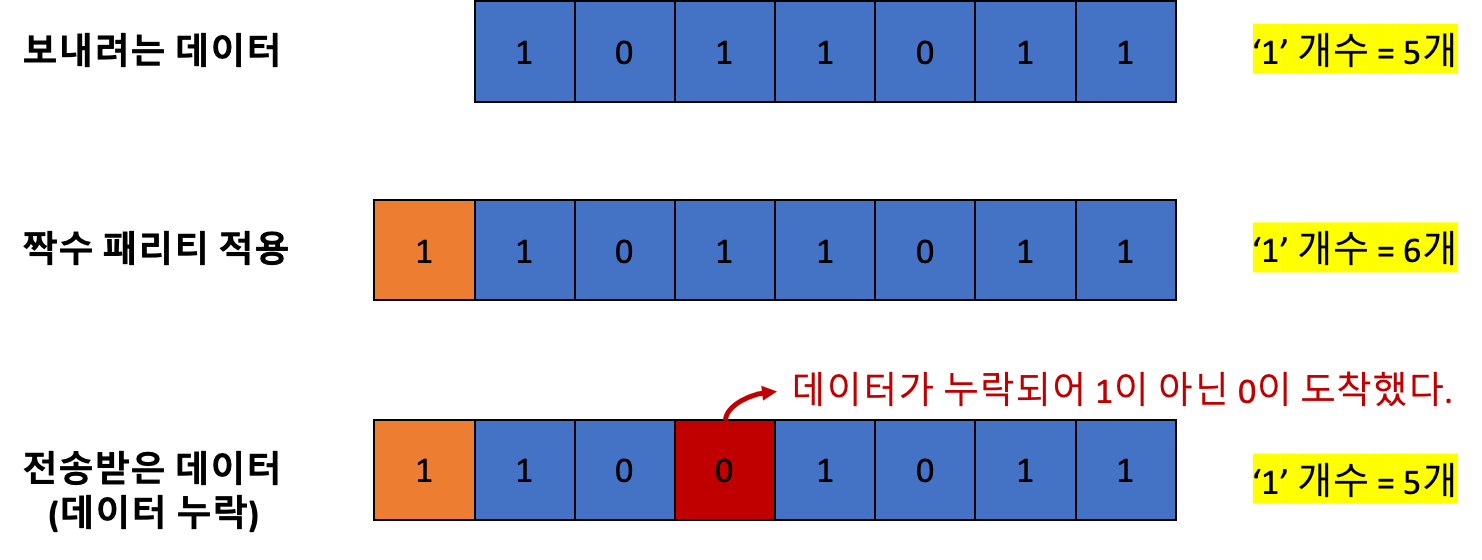 보내려는 데이터 1 0 1 1 0 1 1 ‘1’ 개수 = 5개
짝수 패리티 적용 1 1 0 1 1 0 1 1 ‘1’ 개수 = 6개
데이터가 누락되어 1이 아닌 0이 도착했다.
전송받은 데이터
(데이터 누락)
1 1 0 0 1 0 1 1 ‘1’ 개수 = 5개